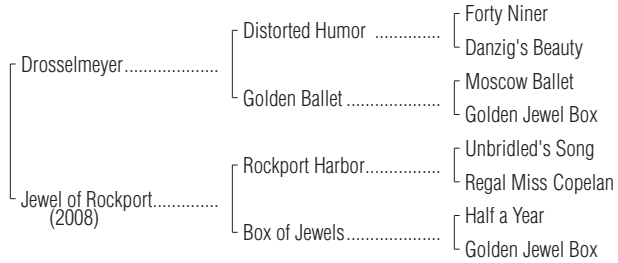 Forty Niner
Distorted Humor ..............
Danzig's Beauty
Drosselmeyer....................
Moscow Ballet
Golden Ballet ....................
Golden Jewel Box
Unbridled's Song
Rockport Harbor................
Regal Miss Copelan
Jewel of Rockport..............
(2008)
Half a Year
Box of Jewels....................
Golden Jewel Box